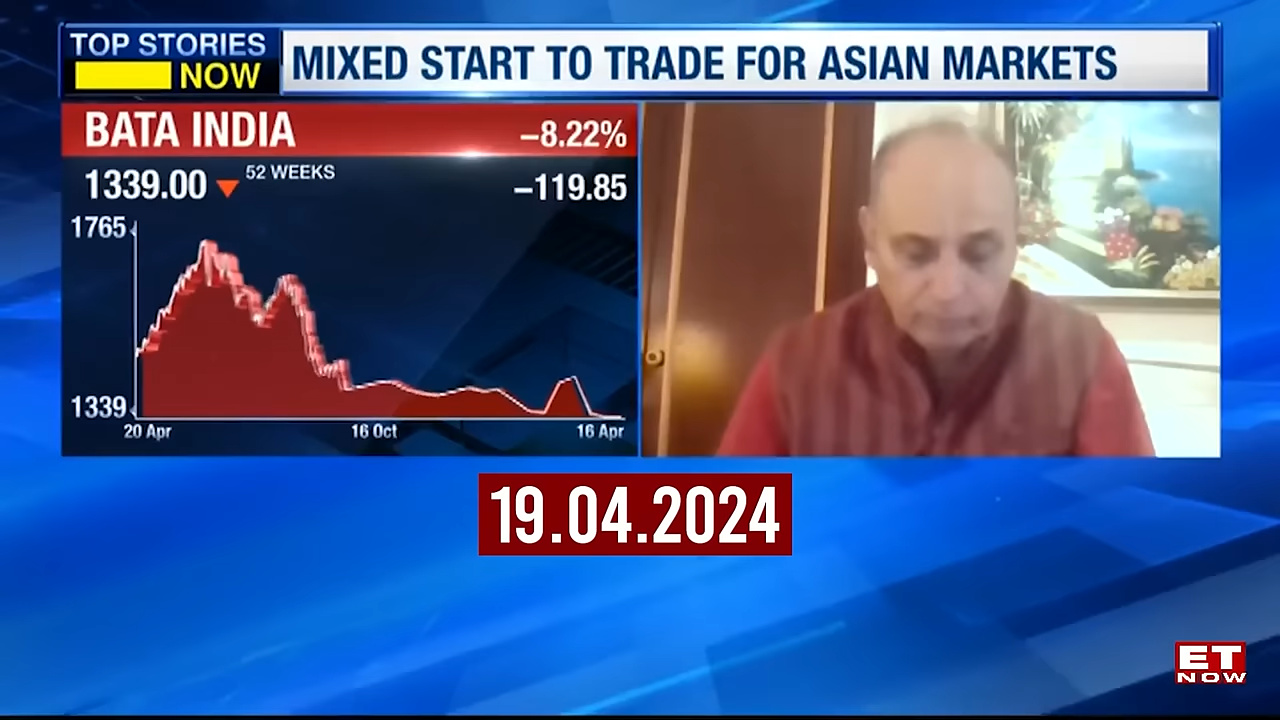 TOP STORIES
NOW
MIXED START TO TRADE FOR ASIAN MARKETS
BATA INDIA
–8.22%
1339.00
52 WEEKS
–119.85
1765
1339
20 Apr
16 Oct
16 Apr
19.04.2024
ET
NOW